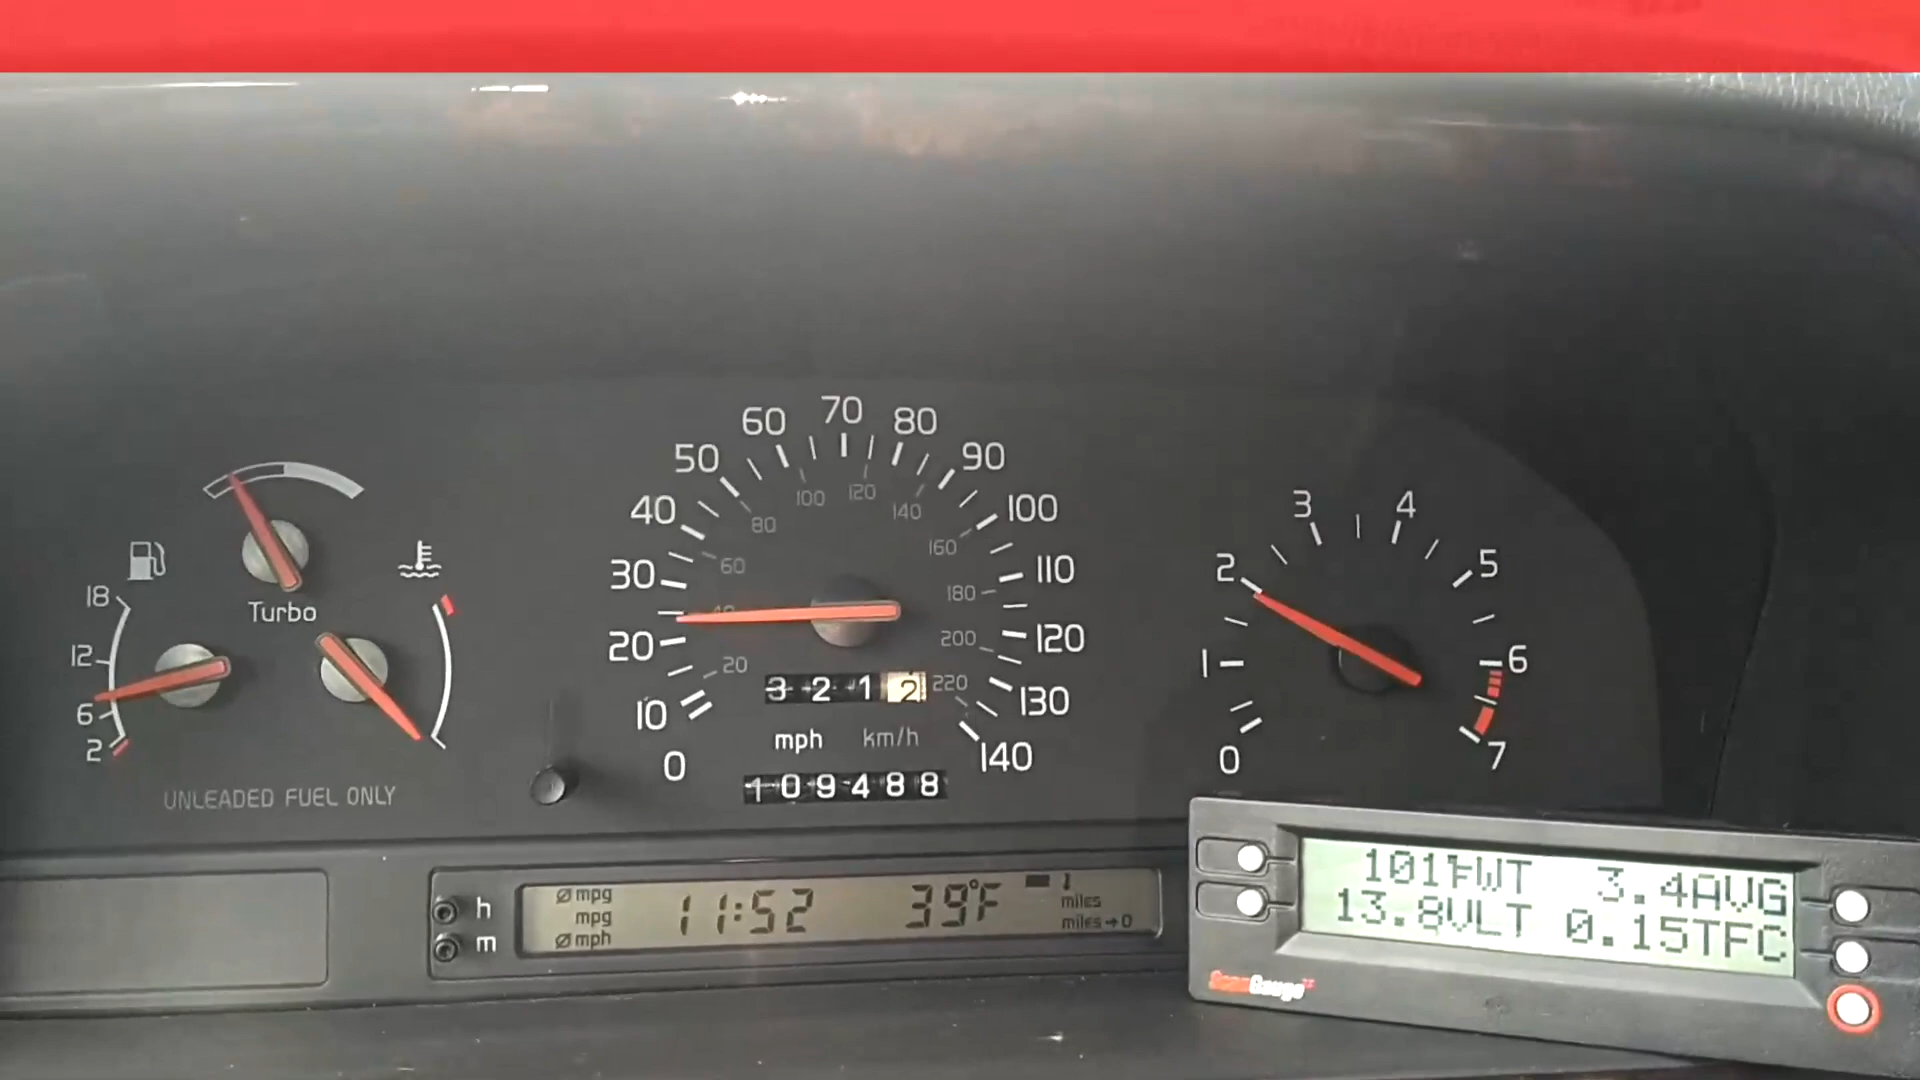 70
60 80
50 90
100 120
40 80 140 100
3 4
60 160
30 110
2 5
Turbo
18
40 180
20 120
200
12
1 6
20
3 2 1 2
220
6
10 130
2
mph km/h
0 140
0 7
1 0 9 4 8 8
UNLEADED FUEL ONLY
h
m
Ø mpg
mpg
Ø mph
11:52 39°F
miles
miles→0
101FWT 3.4AVG
13.8VLT 0.15TFC
ScanGauge